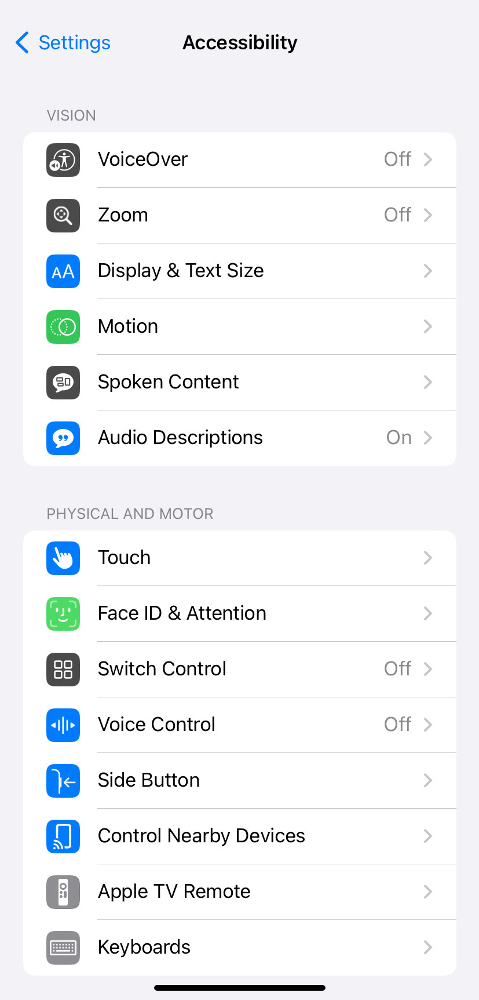 Settings
Accessibility
VISION
VoiceOver Off
Zoom Off
AA Display & Text Size
Motion
Spoken Content
Audio Descriptions On
PHYSICAL AND MOTOR
Touch
Face ID & Attention
Switch Control Off
Voice Control Off
Side Button
Control Nearby Devices
Apple TV Remote
Keyboards